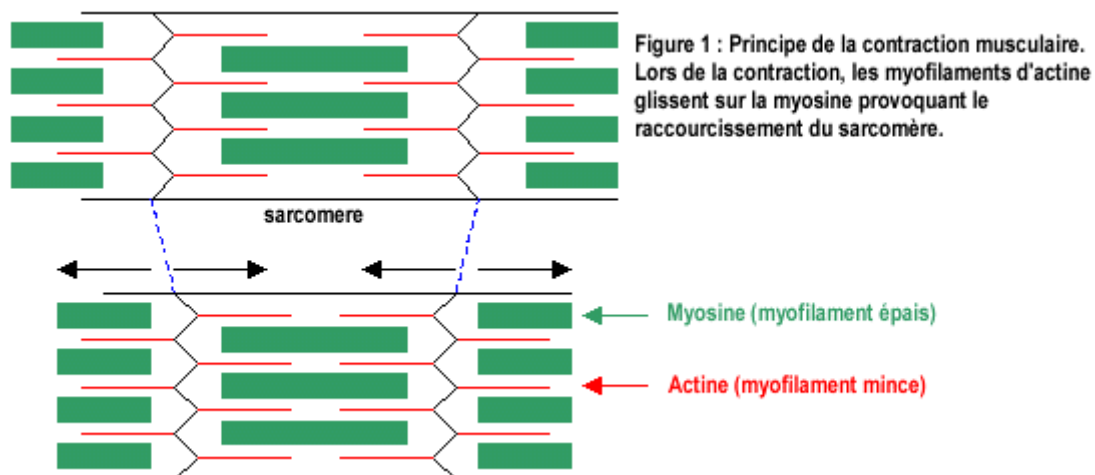 Figure 1 : Principe de la contraction musculaire.
Lors de la contraction, les myofilaments d'actine
glissent sur la myosine provoquant le
raccourcissement du sarcomère.
sarcomere
Myosine (myofilament épais)
Actine (myofilament mince)